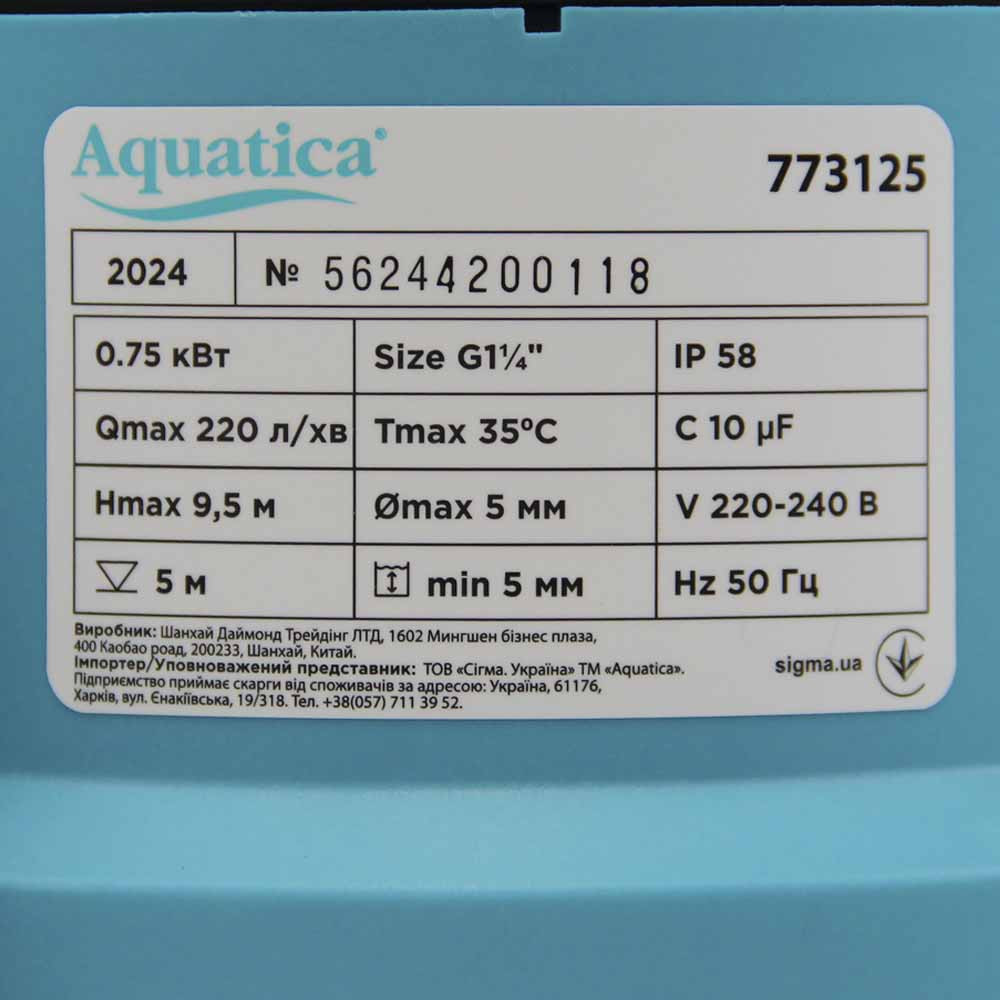 Aquatica®
773125
2024 № 56244200118
0.75 кВт Size G1¼" IP 58
Qmax 220 л/хв Tmax 35ºC C 10 µF
Hmax 9,5 м Ømax 5 мм V 220-240 В
5 м min 5 мм Hz 50 Гц
Виробник: Шанхай Даймонд Трейдінг ЛТД, 1602 Мингшен бізнес плаза,
400 Каобао роад, 200233, Шанхай, Китай.
Імпортер/Уповноважений представник: ТОВ «Сігма. Україна» ТМ «Aquatica».
Підприємство приймає скарги від споживачів за адресою: Україна, 61176,
Харків, вул. Єнакіївська, 19/318. Тел. +38(057) 711 39 52.
sigma.ua